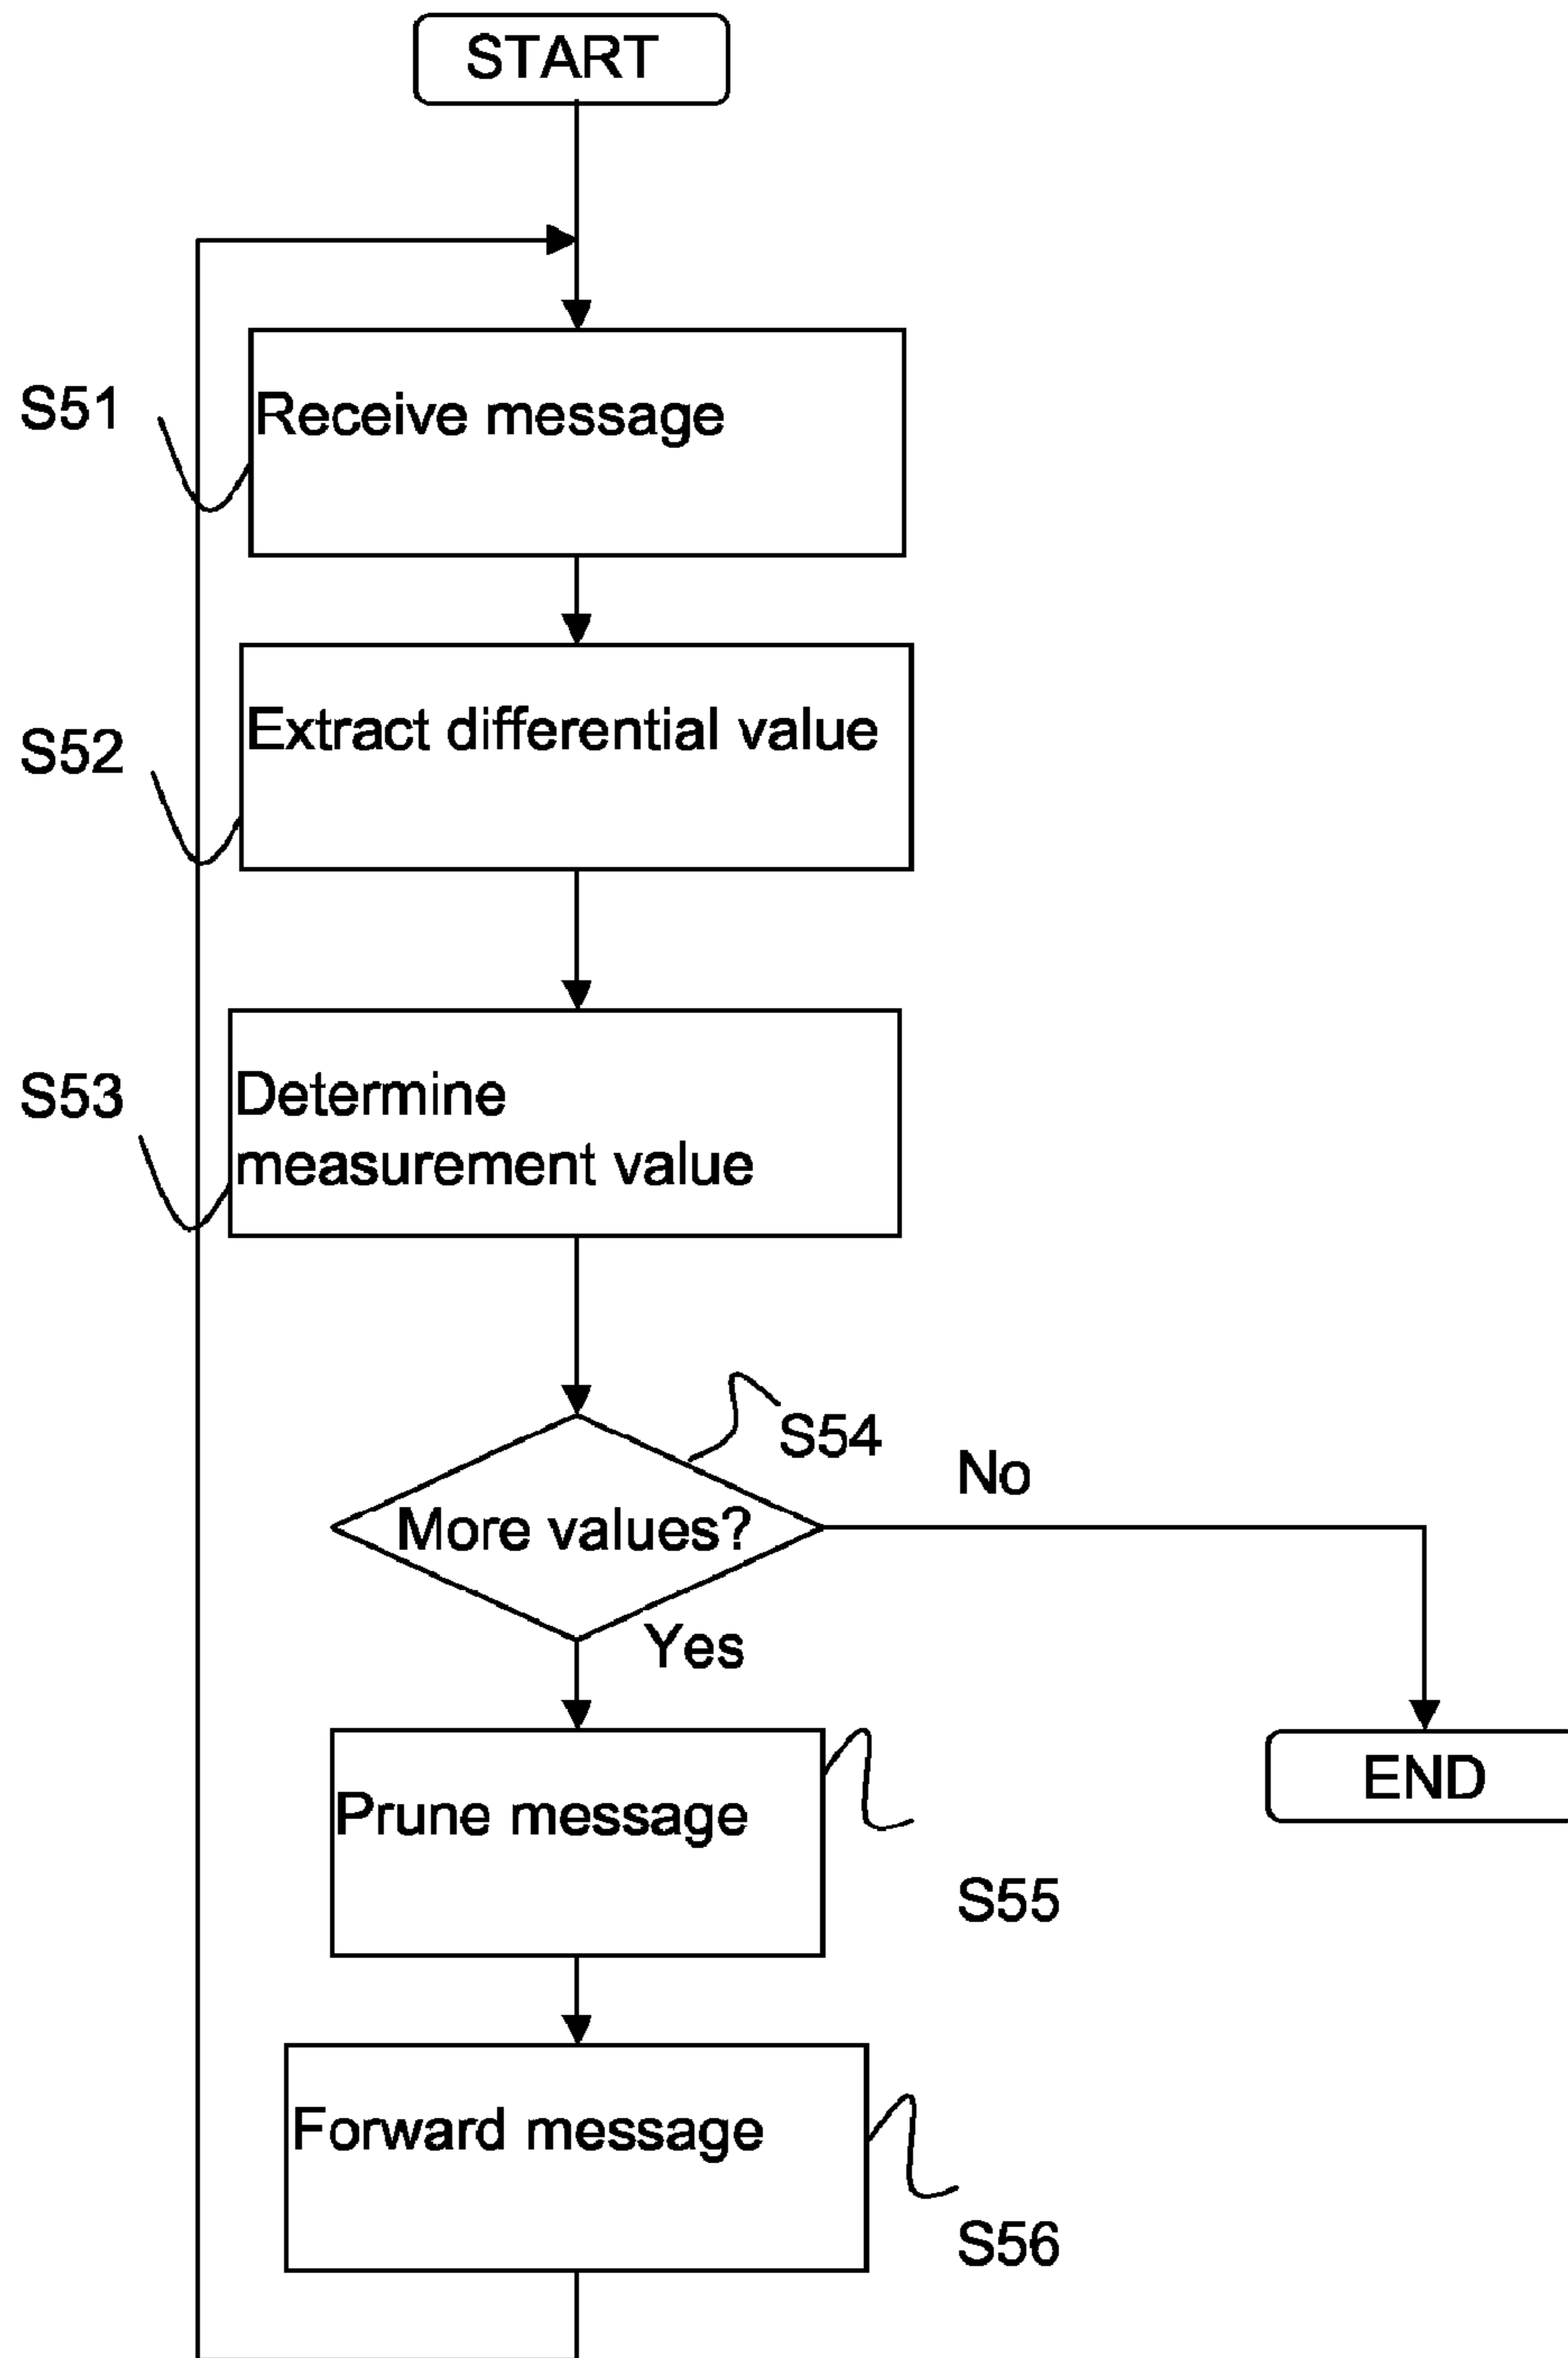 START
S51
Receive message
S52
Extract differential value
S53
Determine
measurement value
S54
No
More values?
Yes
Prune message
END
S55
Forward message
S56